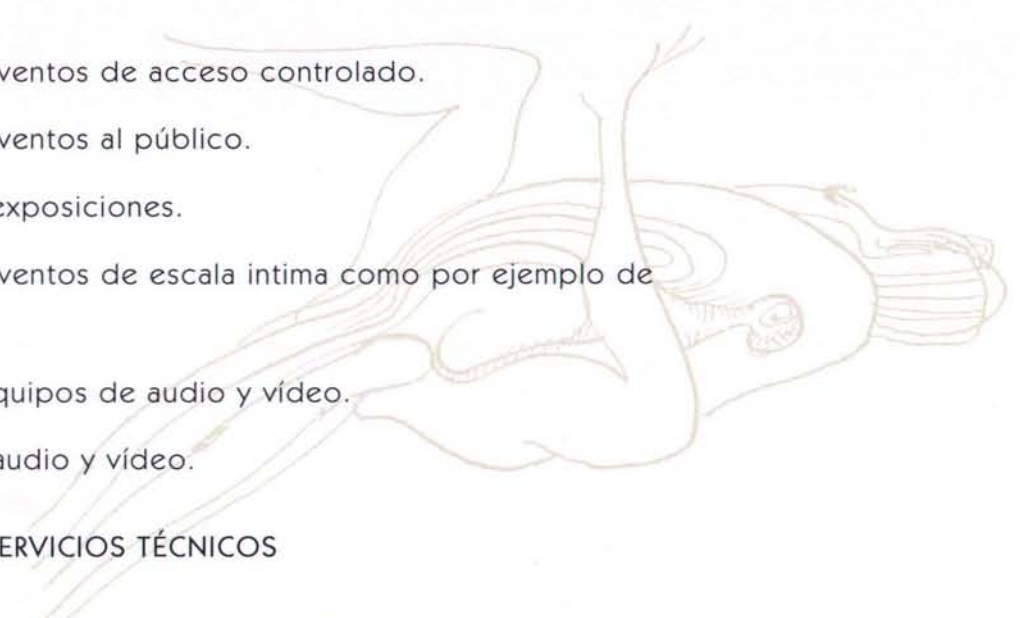 ventos de acceso controlado.
ventos al público.
exposiciones.
ventos de escala intima como por ejemplo de
quipos de audio y vídeo.
audio y vídeo.
ERVICIOS TÉCNICOS